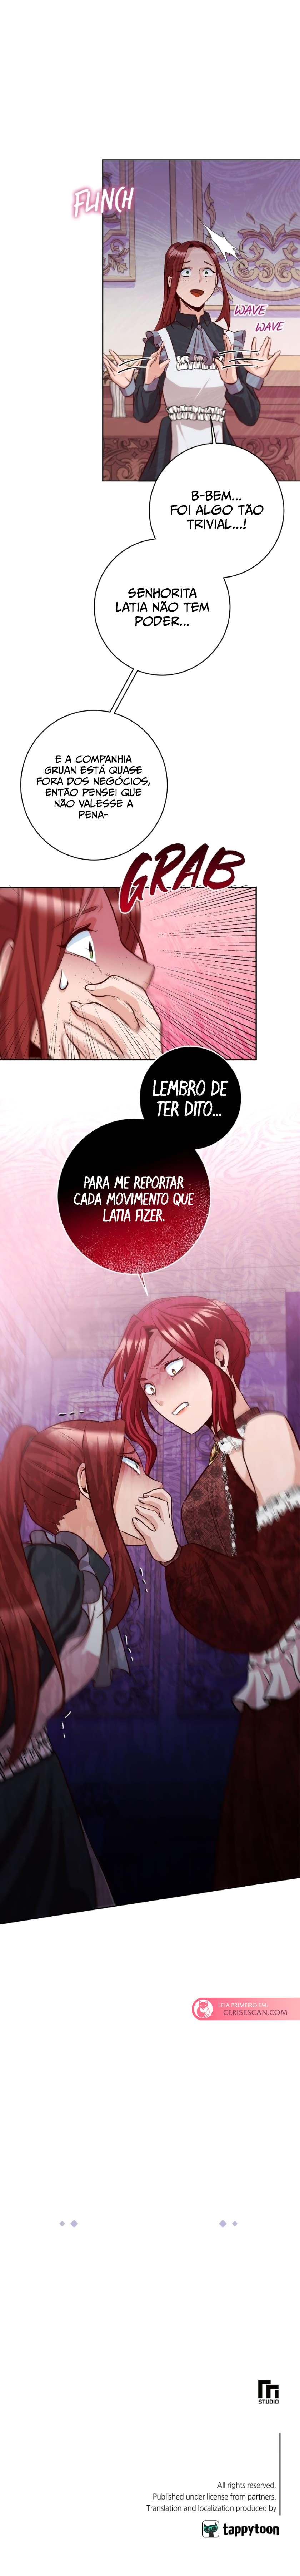 FLINCH
WAVE
WAVE
B-BEM...
FOI ALGO TÃO
TRIVIAL...!
SENHORITA
LATIA NÃO TEM
PODER...
E A COMPANHIA
GRUAN ESTÁ QUASE
FORA DOS NEGÓCIOS,
ENTÃO PENSEI QUE
NÃO VALESSE A
PENA-
GRAB
LEMBRO DE
TER DITO...
PARA ME REPORTAR
CADA MOVIMENTO QUE
LATIA FIZER.
LEIA PRIMEIRO EM:
CERISESCAN.COM
STUDIO
All rights reserved.
Published under license from partners.
Translation and localization produced by
tappytoon